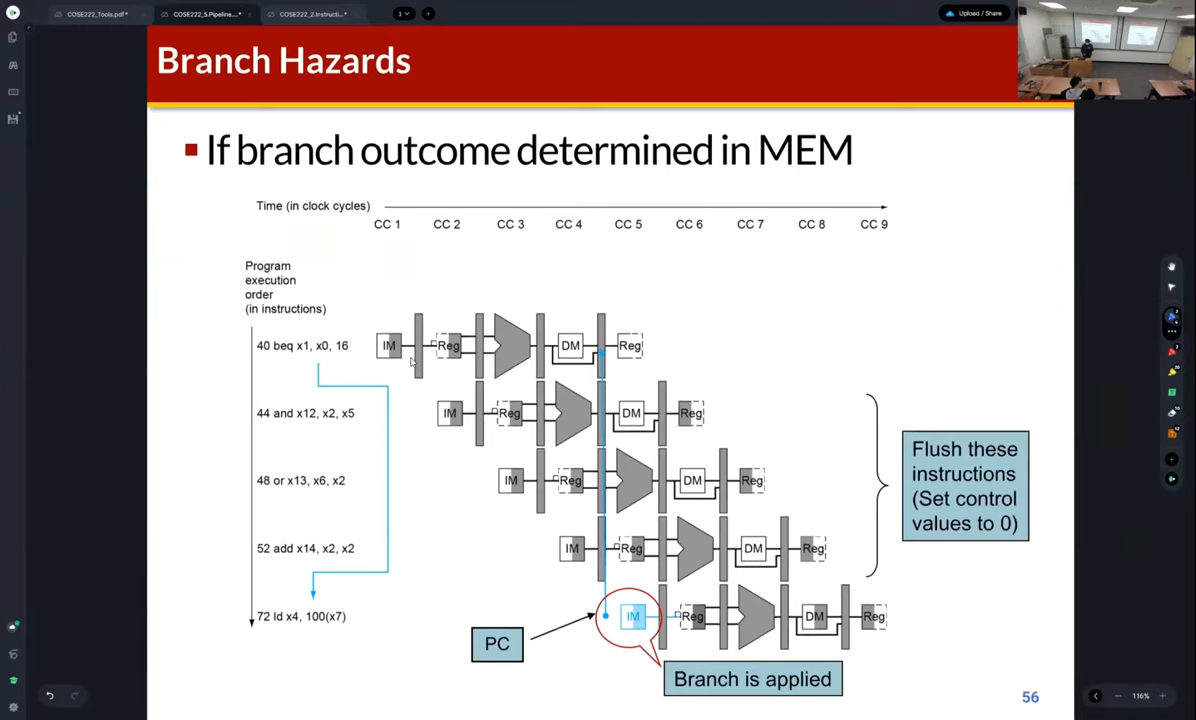 COSE222_Tools.pdf*
COSE222_5.Pipeline....*
COSE222_2.Instructi...*
1
Upload / Share
Branch Hazards
If branch outcome determined in MEM
Time (in clock cycles)
CC 1 CC 2 CC 3 CC 4 CC 5 CC 6 CC 7 CC 8 CC 9
Program
execution
order
(in instructions)
40 beq x1, x0, 16
IM Reg DM Reg
44 and x12, x2, x5
IM Reg DM Reg
48 or x13, x6, x2
IM Reg DM Reg
52 add x14, x2, x2
IM Reg DM Reg
72 ld x4, 100(x7)
IM Reg DM Reg
Flush these
instructions
(Set control
values to 0)
PC
Branch is applied
56
116%